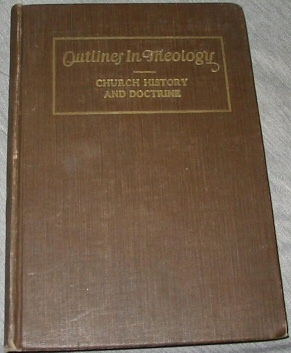 Outlines In Theology
CHURCH HISTORY
AND DOCTRINE